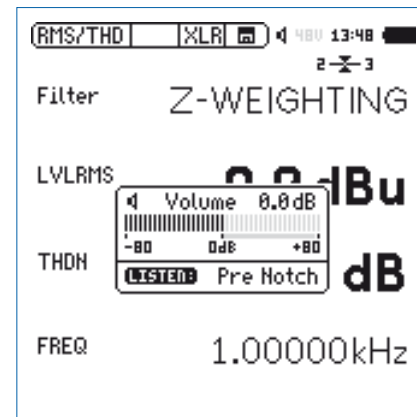 RMS/THD XLR 48V 13:48
2 3
Filter Z-WEIGHTING
LVLRMS dBu
Volume 0.0dB
-80 0dB +80
LISTEN: Pre Notch
THDN dB
FREQ 1.00000kHz